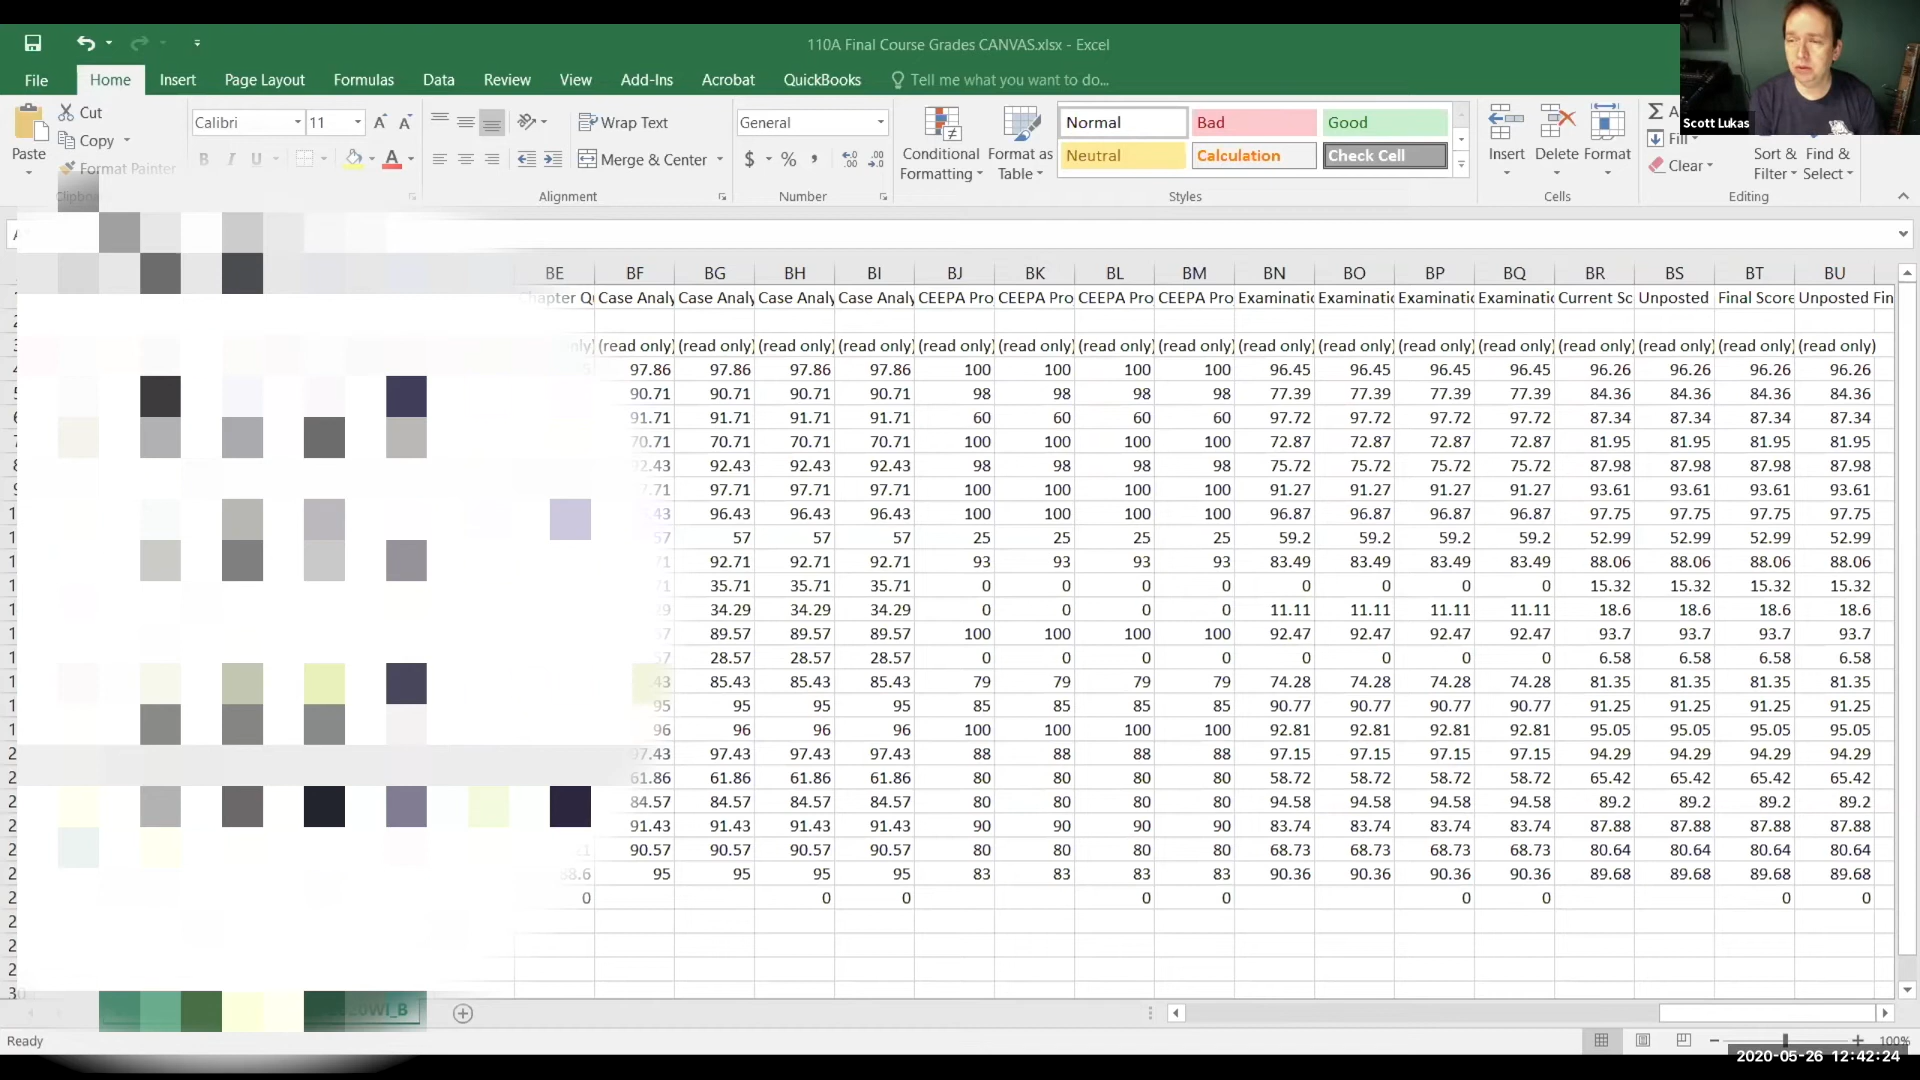 110A Final Course Grades CANVAS.xlsx - Excel
File Home Insert Page Layout Formulas Data Review View Add-Ins Acrobat QuickBooks Tell me what you want to do...
Scott Lukas
Paste Cut Copy Format Painter
Calibri 11 B I U A
Wrap Text
Merge & Center
Alignment
General
$ % ,
Number
Conditional Formatting Format as Table
Normal Bad Good
Neutral Calculation Check Cell
Styles
Insert Delete Format
Cells
Fill
Clear
Sort & Filter Find & Select
Editing
BE BF BG BH BI BJ BK BL BM BN BO BP BQ BR BS BT BU
Case Analy Case Analy Case Analy Case Analy CEEPA Pro CEEPA Pro CEEPA Pro CEEPA Pro Examinatic Examinatic Examinatic Examinatic Current Sc Unposted Final Score Unposted Fin
(read only) (read only) (read only) (read only) (read only) (read only) (read only) (read only) (read only) (read only) (read only) (read only) (read only) (read only) (read only) (read only)
97.86 97.86 97.86 97.86 100 100 100 100 96.45 96.45 96.45 96.45 96.26 96.26 96.26 96.26
90.71 90.71 90.71 90.71 98 98 98 98 77.39 77.39 77.39 77.39 84.36 84.36 84.36 84.36
91.71 91.71 91.71 91.71 60 60 60 60 97.72 97.72 97.72 97.72 87.34 87.34 87.34 87.34
70.71 70.71 70.71 70.71 100 100 100 100 72.87 72.87 72.87 72.87 81.95 81.95 81.95 81.95
92.43 92.43 92.43 98 98 98 98 75.72 75.72 75.72 75.72 87.98 87.98 87.98 87.98
97.71 97.71 97.71 100 100 100 100 91.27 91.27 91.27 91.27 93.61 93.61 93.61 93.61
96.43 96.43 96.43 100 100 100 100 96.87 96.87 96.87 96.87 97.75 97.75 97.75 97.75
57 57 57 25 25 25 25 59.2 59.2 59.2 59.2 52.99 52.99 52.99 52.99
92.71 92.71 92.71 93 93 93 93 83.49 83.49 83.49 83.49 88.06 88.06 88.06 88.06
35.71 35.71 35.71 0 0 0 0 0 0 0 0 15.32 15.32 15.32 15.32
34.29 34.29 34.29 0 0 0 0 11.11 11.11 11.11 11.11 18.6 18.6 18.6 18.6
89.57 89.57 89.57 100 100 100 100 92.47 92.47 92.47 92.47 93.7 93.7 93.7 93.7
28.57 28.57 28.57 0 0 0 0 0 0 0 0 6.58 6.58 6.58 6.58
85.43 85.43 85.43 79 79 79 79 74.28 74.28 74.28 74.28 81.35 81.35 81.35 81.35
95 95 95 95 85 85 85 85 90.77 90.77 90.77 90.77 91.25 91.25 91.25 91.25
96 96 96 96 100 100 100 100 92.81 92.81 92.81 92.81 95.05 95.05 95.05 95.05
97.43 97.43 97.43 97.43 88 88 88 88 97.15 97.15 97.15 97.15 94.29 94.29 94.29 94.29
61.86 61.86 61.86 61.86 80 80 80 80 58.72 58.72 58.72 58.72 65.42 65.42 65.42 65.42
84.57 84.57 84.57 84.57 80 80 80 80 94.58 94.58 94.58 94.58 89.2 89.2 89.2 89.2
91.43 91.43 91.43 91.43 90 90 90 90 83.74 83.74 83.74 83.74 87.88 87.88 87.88 87.88
90.57 90.57 90.57 90.57 80 80 80 80 68.73 68.73 68.73 68.73 80.64 80.64 80.64 80.64
95 95 95 95 83 83 83 83 90.36 90.36 90.36 90.36 89.68 89.68 89.68 89.68
0 0 0 0 0 0 0 0 0
Ready
100%
2020-05-26 12:42:24